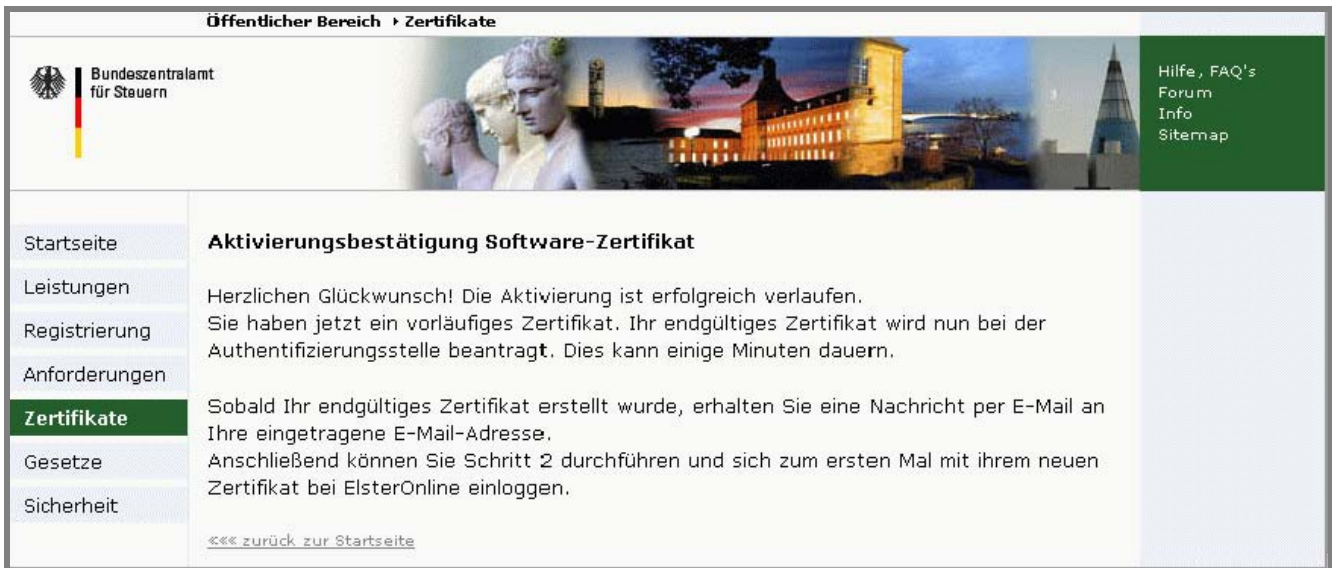 Öffentlicher Bereich ▸ Zertifikate
Bundeszentralamt
für Steuern
Hilfe, FAQ's
Forum
Info
Sitemap
Startseite
Leistungen
Registrierung
Anforderungen
Zertifikate
Gesetze
Sicherheit
Aktivierungsbestätigung Software-Zertifikat
Herzlichen Glückwunsch! Die Aktivierung ist erfolgreich verlaufen.
Sie haben jetzt ein vorläufiges Zertifikat. Ihr endgültiges Zertifikat wird nun bei der
Authentifizierungsstelle beantragt. Dies kann einige Minuten dauern.
Sobald Ihr endgültiges Zertifikat erstellt wurde, erhalten Sie eine Nachricht per E-Mail an
Ihre eingetragene E-Mail-Adresse.
Anschließend können Sie Schritt 2 durchführen und sich zum ersten Mal mit ihrem neuen
Zertifikat bei ElsterOnline einloggen.
<<< zurück zur Startseite